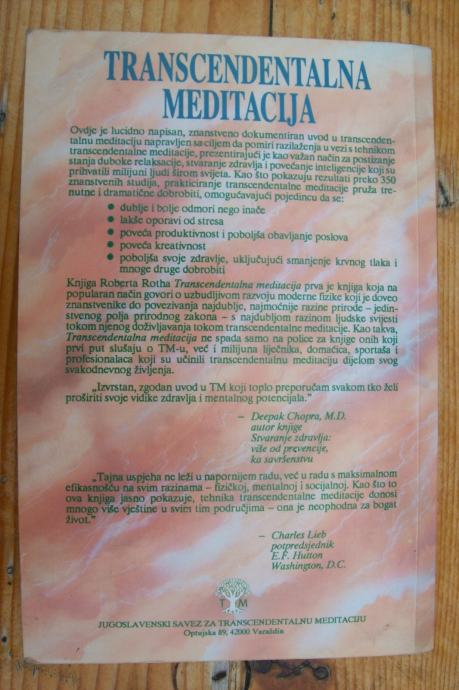 TRANSCENDENTALNA
MEDITACIJA
Ovdje je lucidno napisan, znanstveno dokumentiran uvod u transcenden-
talnu meditaciju napravljen sa ciljem da pomiri razilaženja u vezi s tehnikom
transcendentalne meditacije, prezentirajući je kao važan način za postizanje
stanja duboke relaksacije, stvaranje zdravlja i povećanje inteligencije koji su
prihvatili milijuni ljudi širom svijeta. Kao što pokazuju rezultati preko 350
znanstvenih studija, prakticiranje transcendentalne meditacije pruža tre-
nutne i dramatične dobrobiti, omogućavajući pojedincu da se:
● dublje i bolje odmori nego inače
● lakše oporavi od stresa
● poveća produktivnost i poboljša obavljanje poslova
● poveća kreativnost
● poboljša svoje zdravlje, uključujući smanjenje krvnog tlaka i
mnoge druge dobrobiti
Knjiga Roberta Rotha Transcendentalna meditacija prva je knjiga koja na
popularan način govori o uzbudljivom razvoju moderne fizike koji je doveo
znanstvenike do povezivanja najdublje, najmoćnije razine prirode – jedin-
stvenog polja prirodnog zakona – s najdubljom razinom ljudske svijesti
tokom njenog doživljavanja tokom transcendentalne meditacije. Kao takva,
Transcendentalna meditacija ne spada samo na police za knjige onih koji
prvi put slušaju o TM-u, već i milijuna liječnika, domaćica, sportaša i
profesionalaca koji su učinili transcendentalnu meditaciju dijelom svog
svakodnevnog življenja.
„Izvrstan, zgodan uvod u TM koji toplo preporučam svakom tko želi
proširiti svoje vidike zdravlja i mentalnog potencijala.”
– Deepak Chopra, M.D.
autor knjige
Stvaranje zdravlja:
više od prevencije,
ka savršenstvu
„Tajna uspjeha ne leži u napornijem radu, već u radu s maksimalnom
efikasnošću na svim razinama – fizičkoj, mentalnoj i socijalnoj. Kao što to
ova knjiga jasno pokazuje, tehnika transcendentalne meditacije donosi
mnogo više vještine u svim tim područjima – ona je neophodna za bogat
život.”
– Charles Lieb
potpredsjednik
E.F. Hutton
Washington, D.C.
TM
JUGOSLAVENSKI SAVEZ ZA TRANSCENDENTALNU MEDITACIJU
Optujska 89, 42000 Varaždin